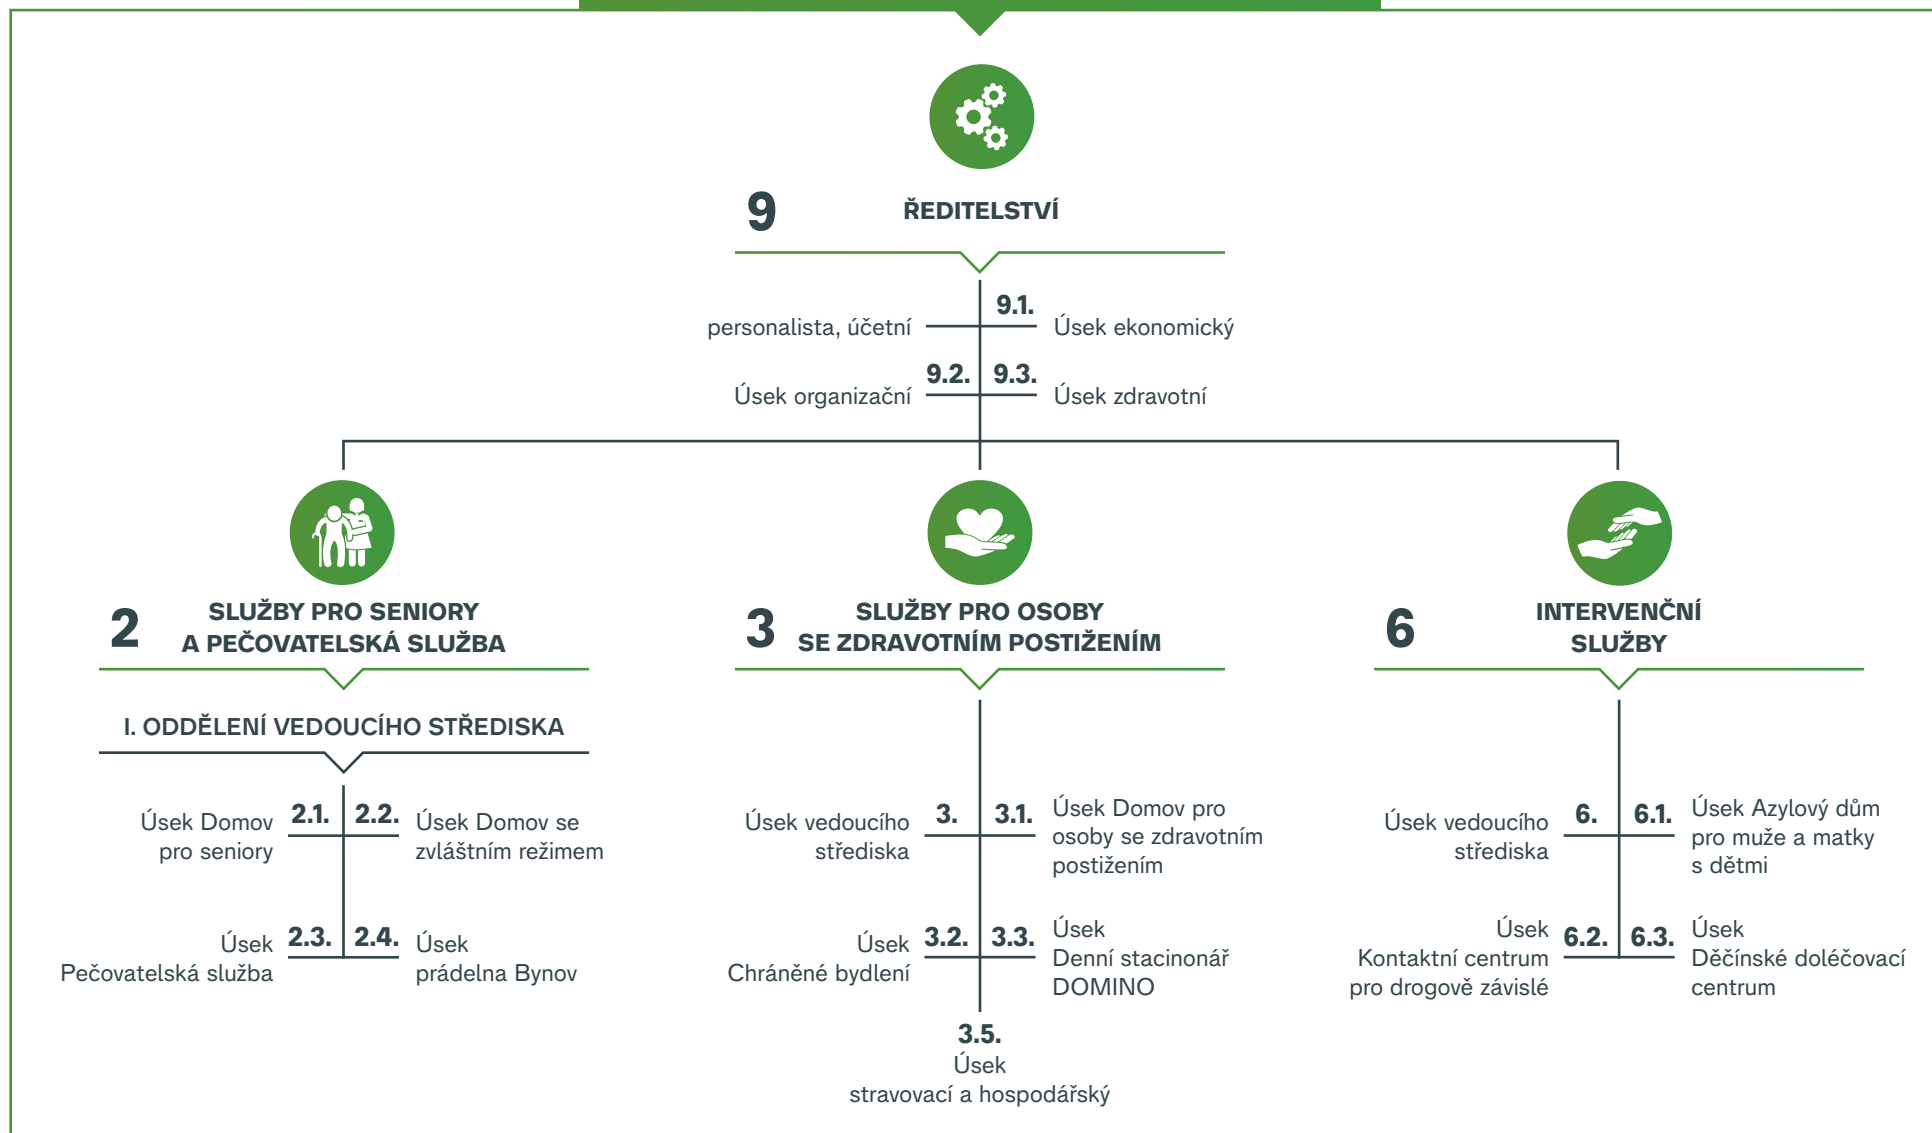 9
ŘEDITELSTVÍ
personalista, účetní
9.1.
Úsek ekonomický
9.2.
Úsek organizační
9.3.
Úsek zdravotní
2
SLUŽBY PRO SENIORY
A PEČOVATELSKÁ SLUŽBA
I. ODDĚLENÍ VEDOUCÍHO STŘEDISKA
2.1.
Úsek Domov
pro seniory
2.2.
Úsek Domov se
zvláštním režimem
2.3.
Úsek
Pečovatelská služba
2.4.
Úsek
prádelna Bynov
3
SLUŽBY PRO OSOBY
SE ZDRAVOTNÍM POSTIŽENÍM
3.
Úsek vedoucího
střediska
3.1.
Úsek Domov pro
osoby se zdravotním
postižením
3.2.
Úsek
Chráněné bydlení
3.3.
Úsek
Denní stacinonář
DOMINO
3.5.
Úsek
stravovací a hospodářský
6
INTERVENČNÍ
SLUŽBY
6.
Úsek vedoucího
střediska
6.1.
Úsek Azylový dům
pro muže a matky
s dětmi
6.2.
Úsek
Kontaktní centrum
pro drogově závislé
6.3.
Úsek
Děčínské doléčovací
centrum